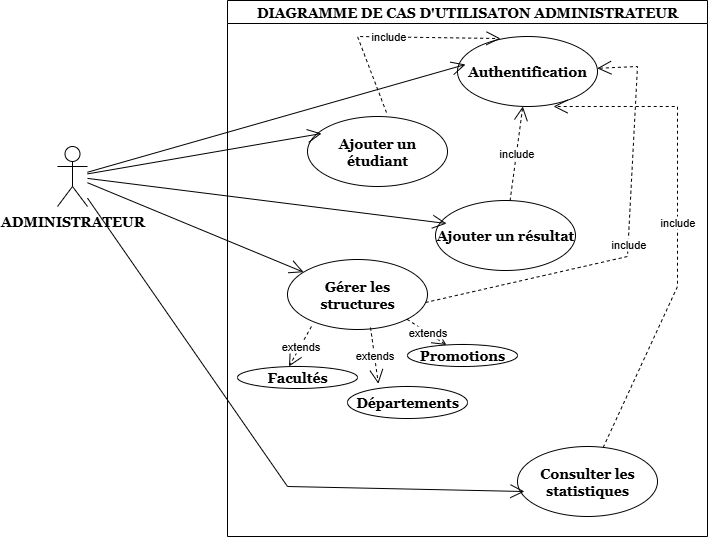 DIAGRAMME DE CAS D'UTILISATON ADMINISTRATEUR
include
Authentification
Ajouter un
étudiant
include
ADMINISTRATEUR
include
Ajouter un résultat
include
Gérer les
structures
extends
extends
extends
Promotions
Facultés
Départements
Consulter les
statistiques